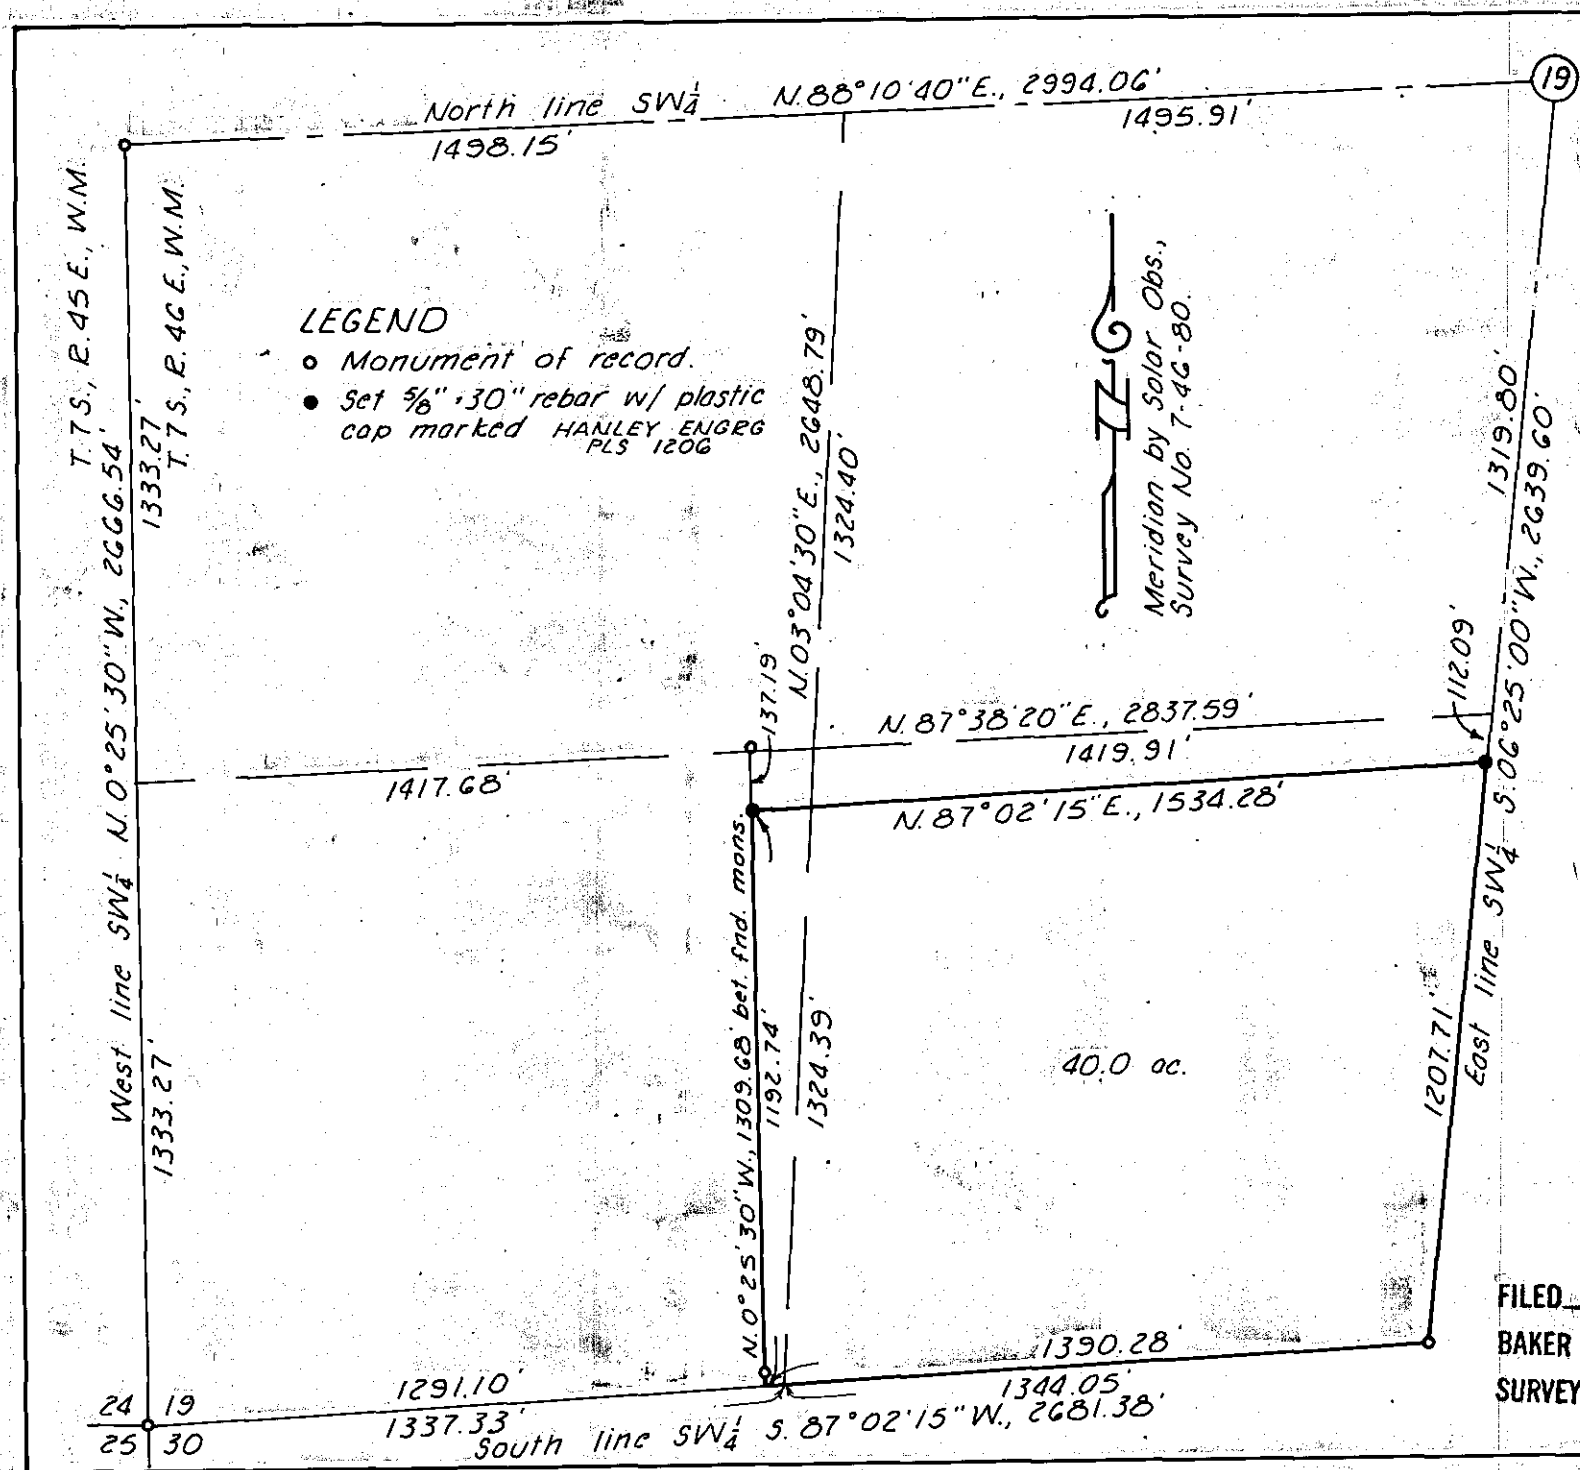 19
North line SW¼ N.88°10'40"E., 2994.06'
1498.15'
1495.91'
T.7S., R.45E., W.M.
T.7S., R.46E., W.M.
West line SW¼ N.0°25'30"W., 2666.54'
1333.27'
1333.27'
LEGEND
Monument of record.
Set 5/8" x 30" rebar w/ plastic
cap marked HANLEY ENGRG
PLS 1206
N.03°04'30"E., 2648.79'
1324.40'
1324.39'
Meridian by Solar Obs.,
Survey No. 7-46-80.
1319.80'
East line SW¼ S.06°25'00"W., 2639.60'
112.09'
1207.71'
137.19'
N.87°38'20"E., 2837.59'
1417.68'
1419.91'
N.87°02'15"E., 1534.28'
N.0°25'30"W., 1309.68' bet. fnd. mons.
1192.74'
40.0 ac.
1390.28'
1291.10'
1344.05'
1337.33'
South line SW¼ S.87°02'15"W., 2681.38'
24 19
25 30
FILED
BAKER
SURVEY